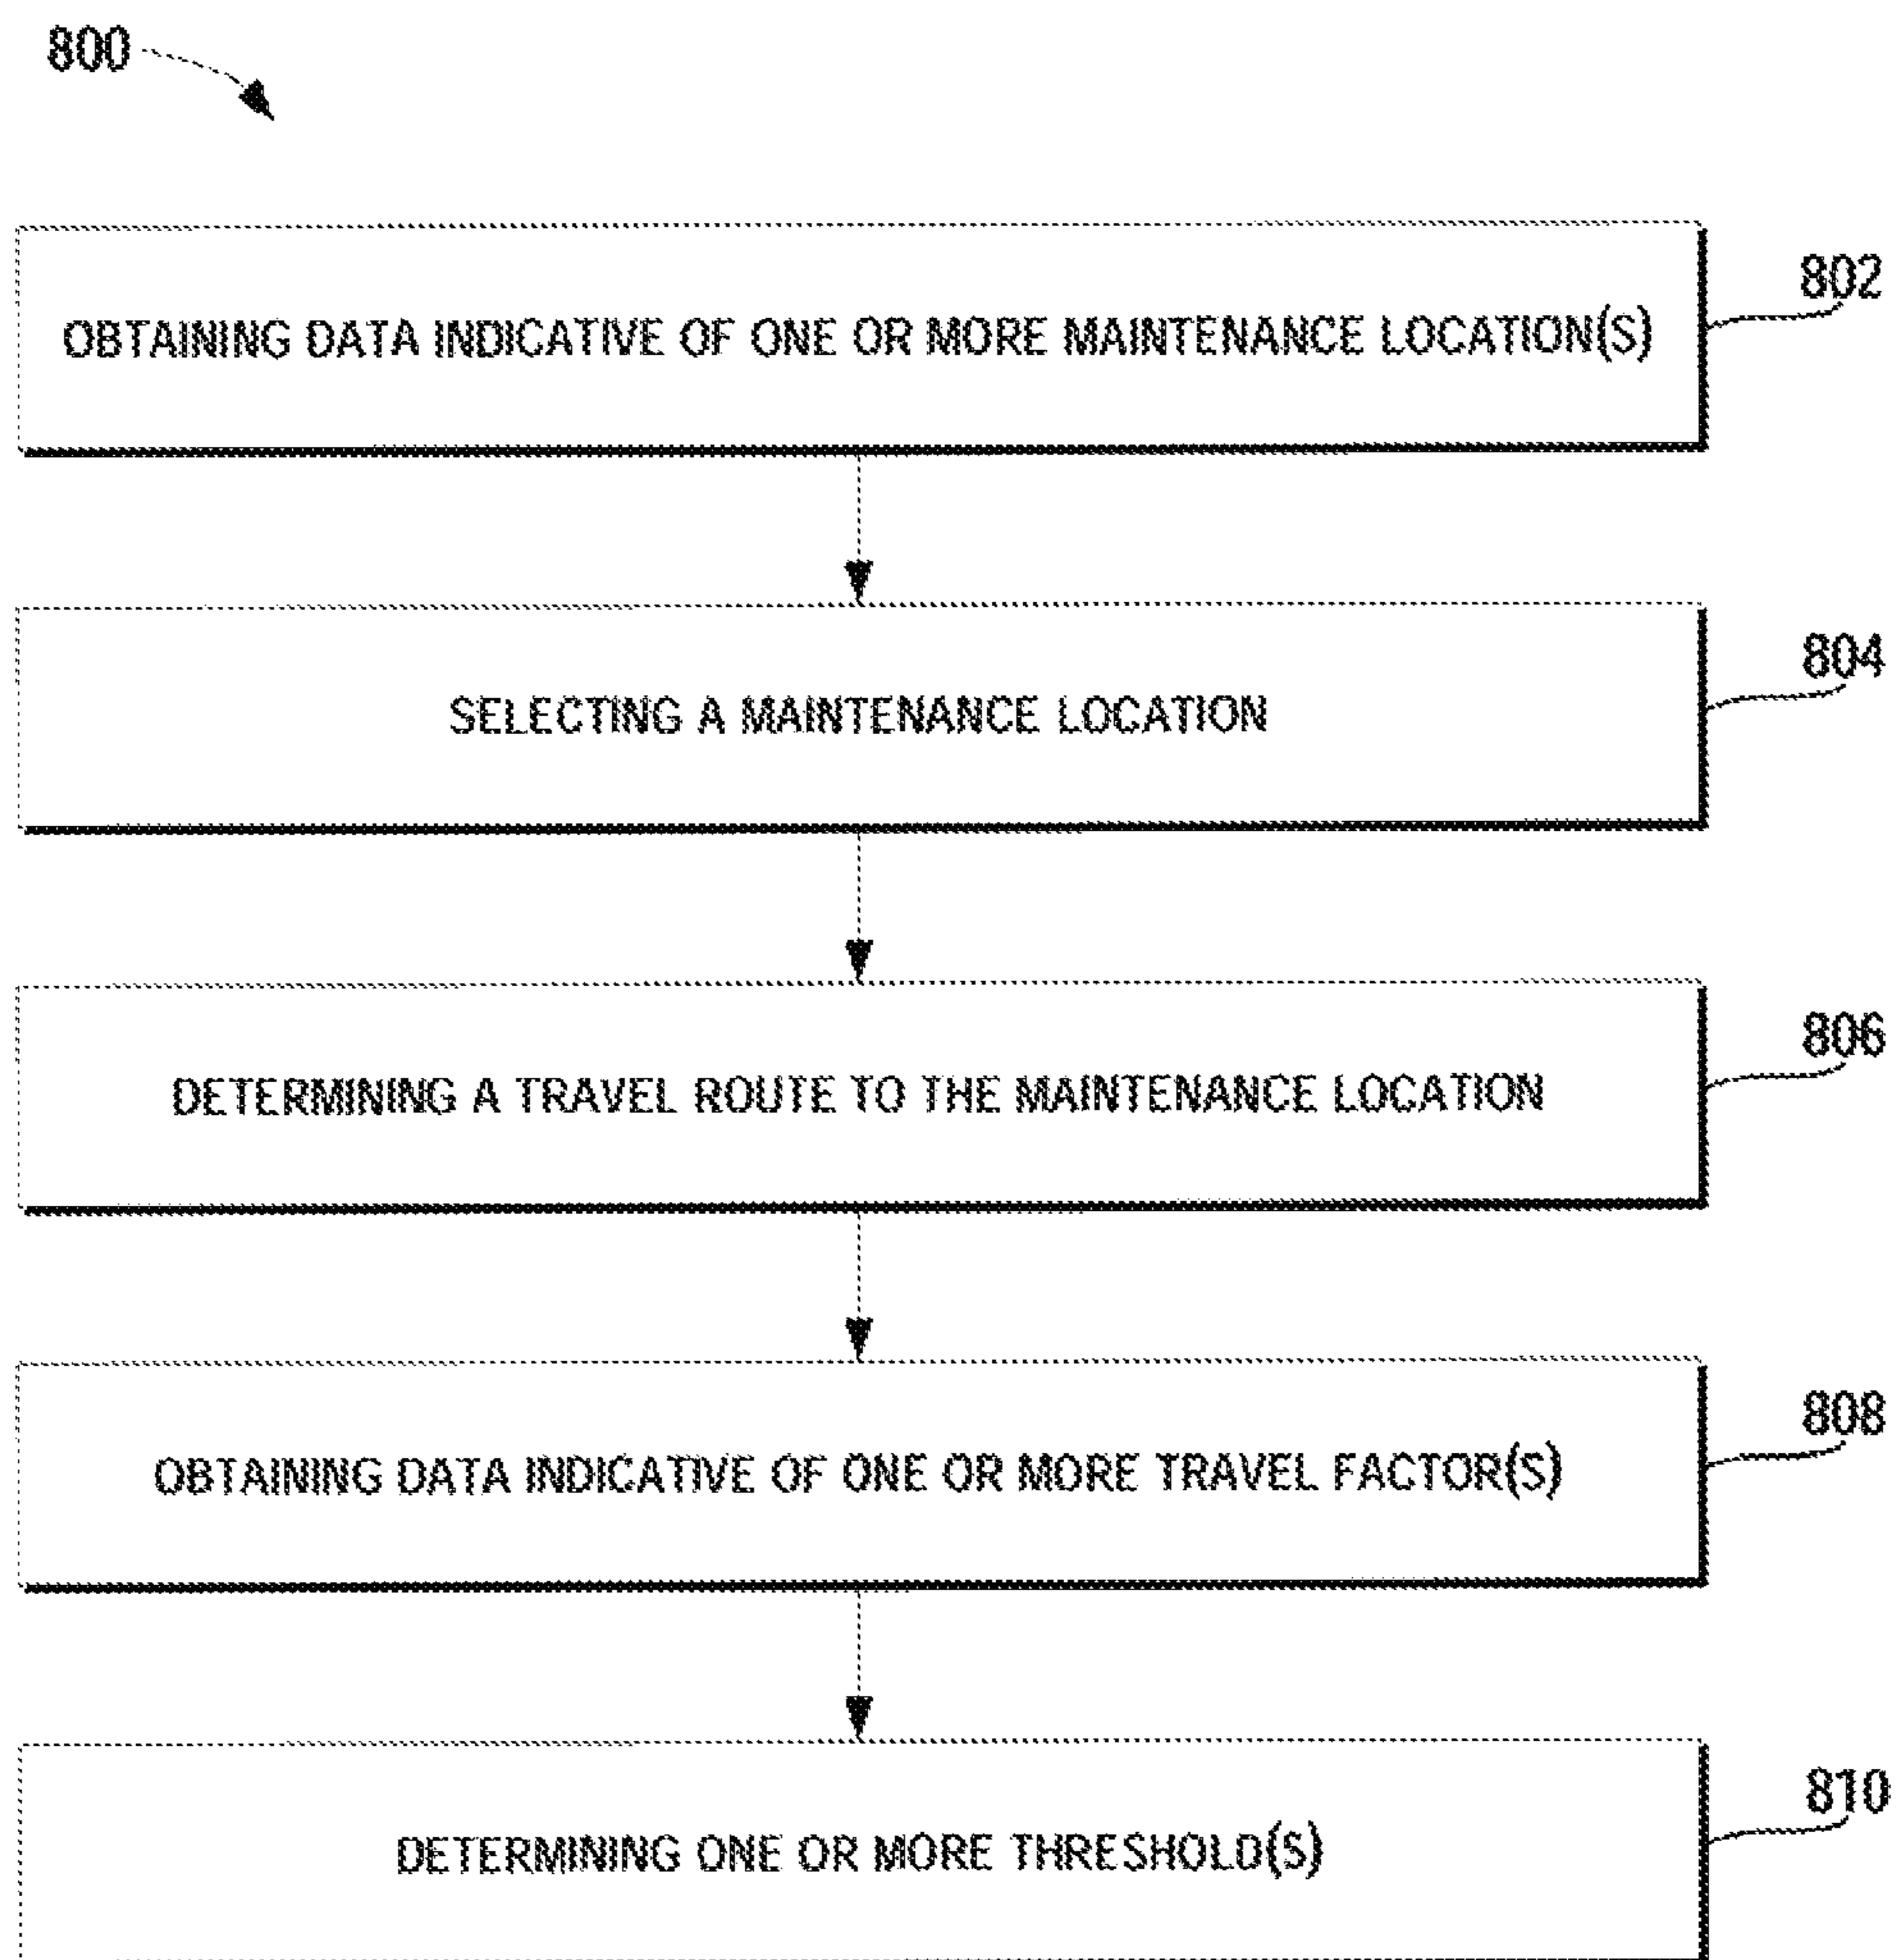 800
OBTAINING DATA INDICATIVE OF ONE OR MORE MAINTENANCE LOCATION(S)
802
SELECTING A MAINTENANCE LOCATION
804
DETERMINING A TRAVEL ROUTE TO THE MAINTENANCE LOCATION
806
OBTAINING DATA INDICATIVE OF ONE OR MORE TRAVEL FACTOR(S)
808
DETERMINING ONE OR MORE THRESHOLD(S)
810